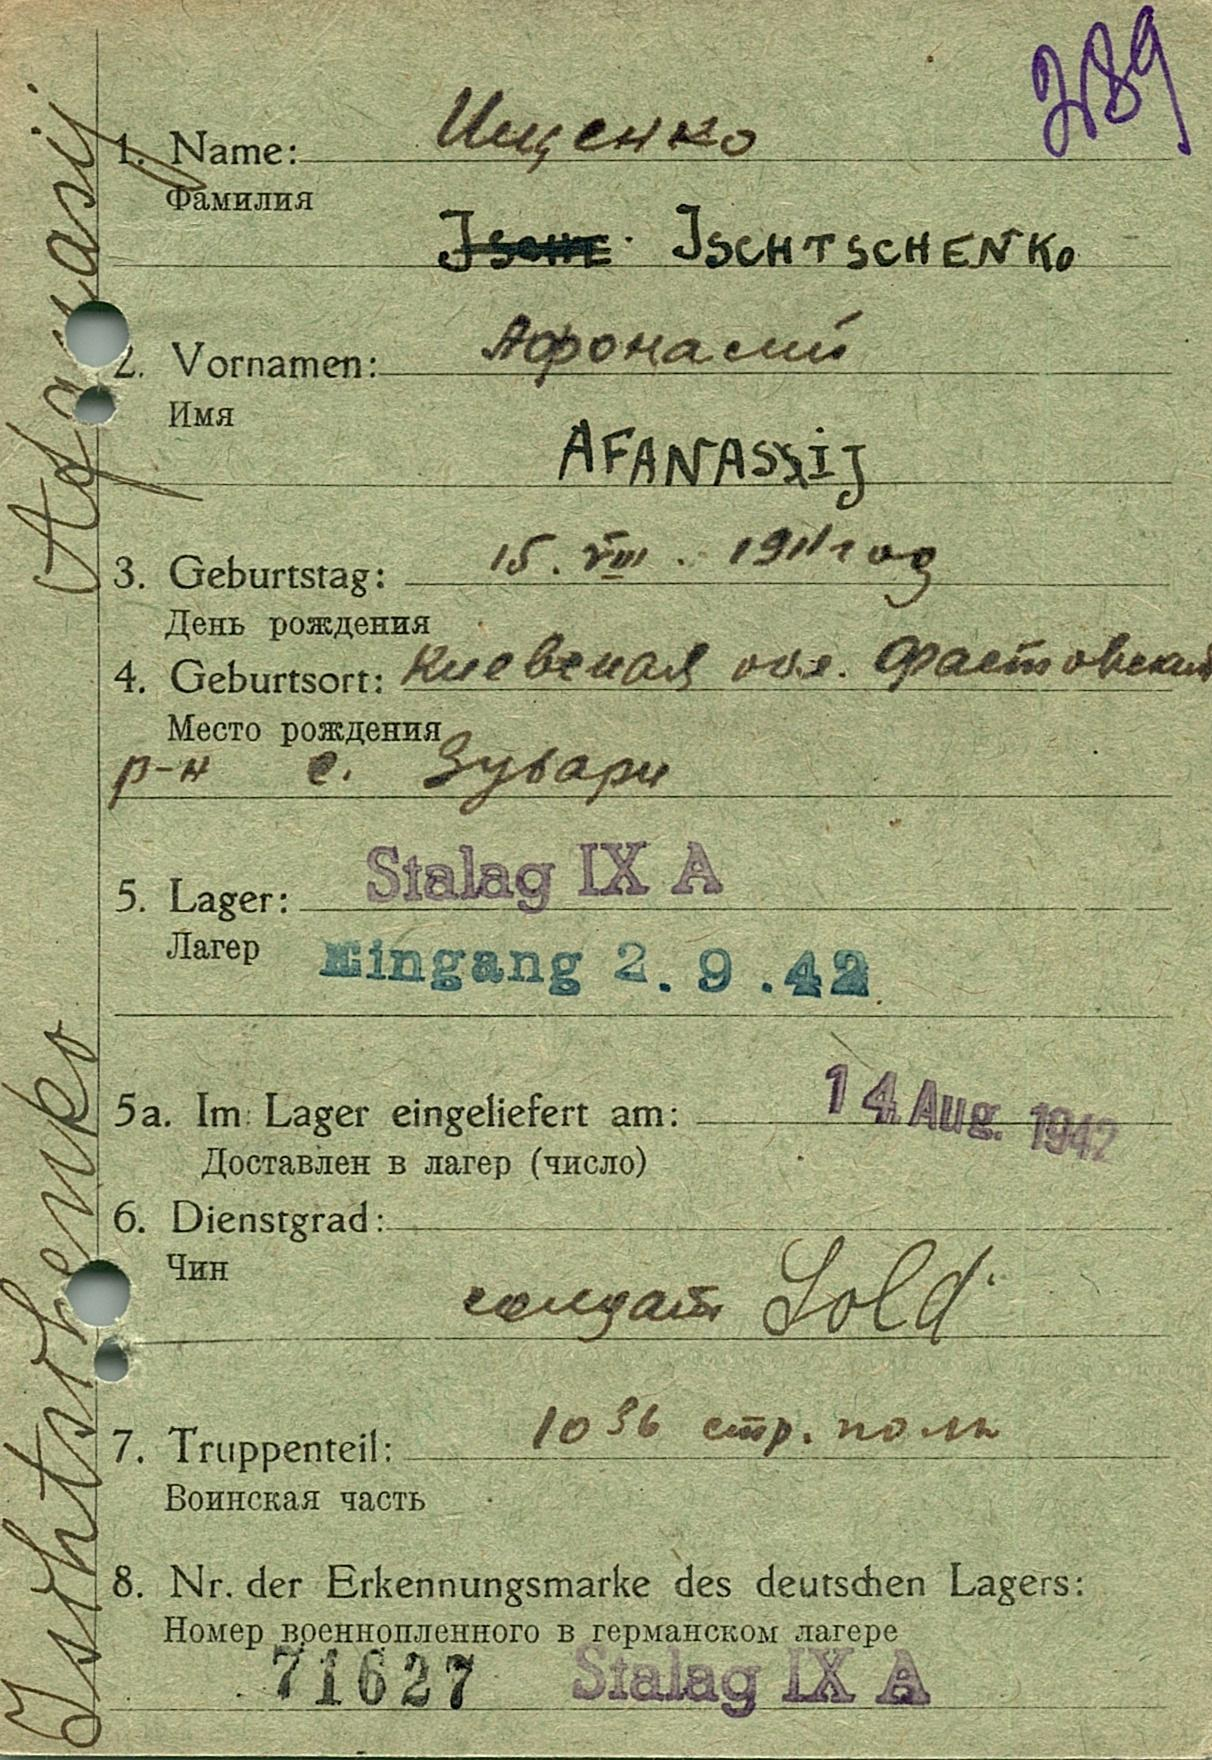 289
1. Name: Ищенко
Фамилия
Ische ISCHTSCHENKO
2. Vornamen: Афонасий
Имя
AFANASSIJ
3. Geburtstag: 15. VIII. 1911 год
День рождения
4. Geburtsort: Киевская обл. Фастовский
Место рождения
р-н с. Зубари
5. Lager: Stalag IX A
Лагер Eingang 2.9.42
5a. Im Lager eingeliefert am: 14. Aug. 1942
Доставлен в лагер (число)
6. Dienstgrad:
Чин
солдат Sold.
7. Truppenteil: 1036 стр. полк
Воинская часть
8. Nr. der Erkennungsmarke des deutschen Lagers:
Номер военнопленного в германском лагере
71627 Stalag IX A
Ischtschenko Afanasij